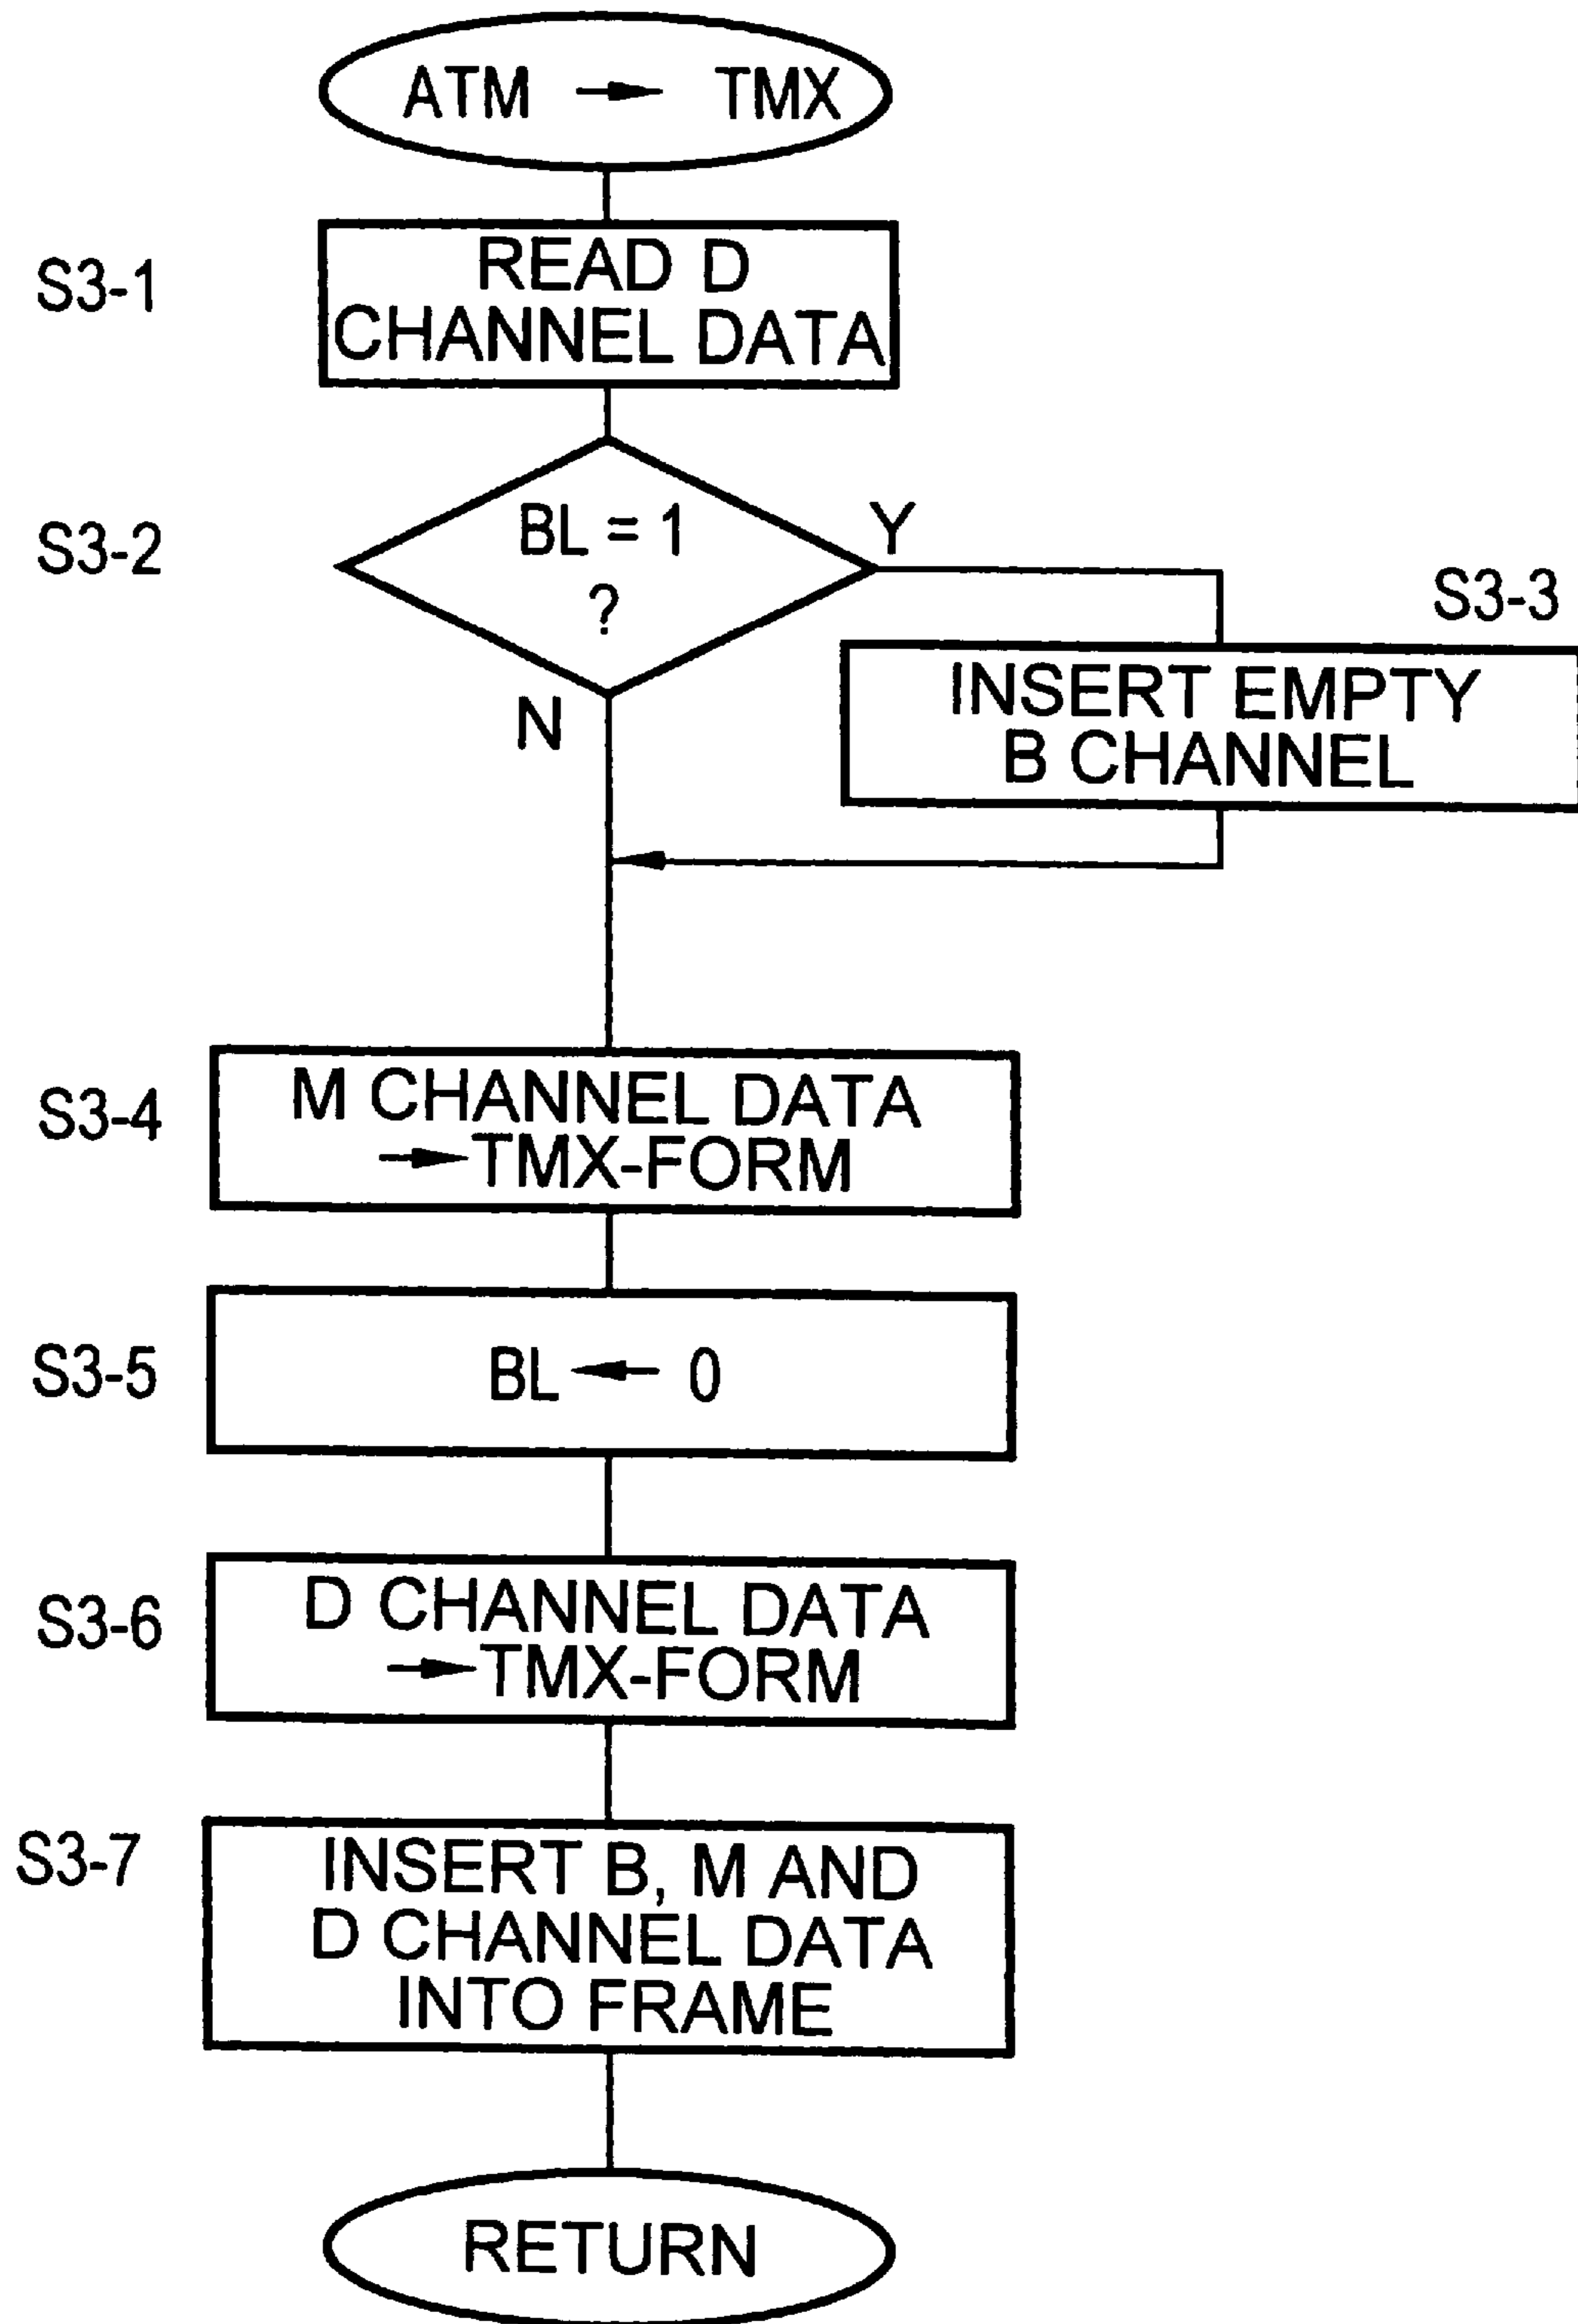 ATM → TMX
S3-1
READ D
CHANNEL DATA
S3-2
BL = 1
?
Y
N
S3-3
INSERT EMPTY
B CHANNEL
S3-4
M CHANNEL DATA
→TMX-FORM
S3-5
BL ← 0
S3-6
D CHANNEL DATA
→TMX-FORM
S3-7
INSERT B, M AND
D CHANNEL DATA
INTO FRAME
RETURN